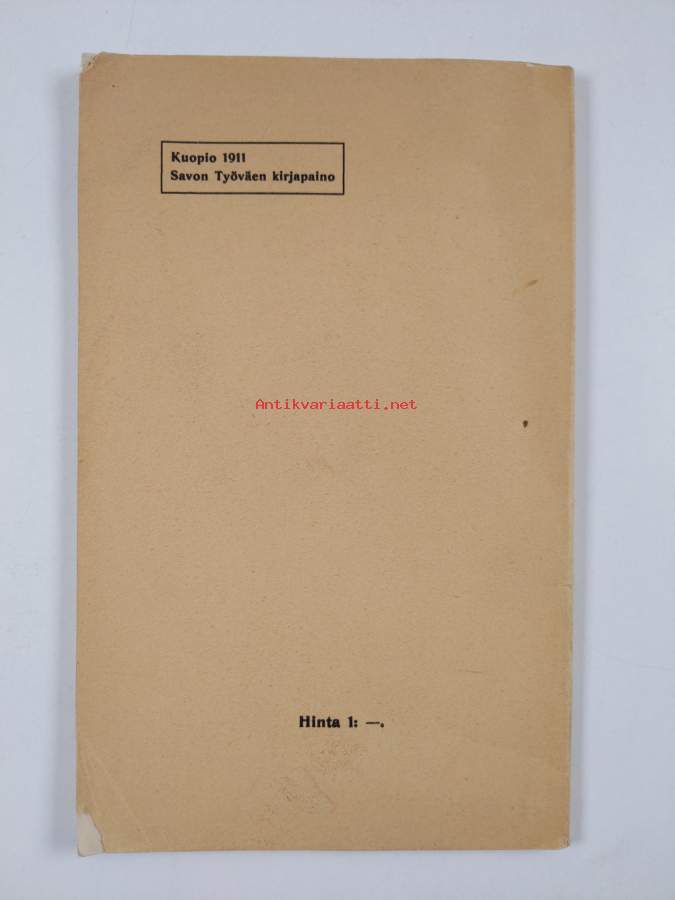 Kuopio 1911
Savon Työväen kirjapaino
Antikvariaatti.net
Hinta 1: —.